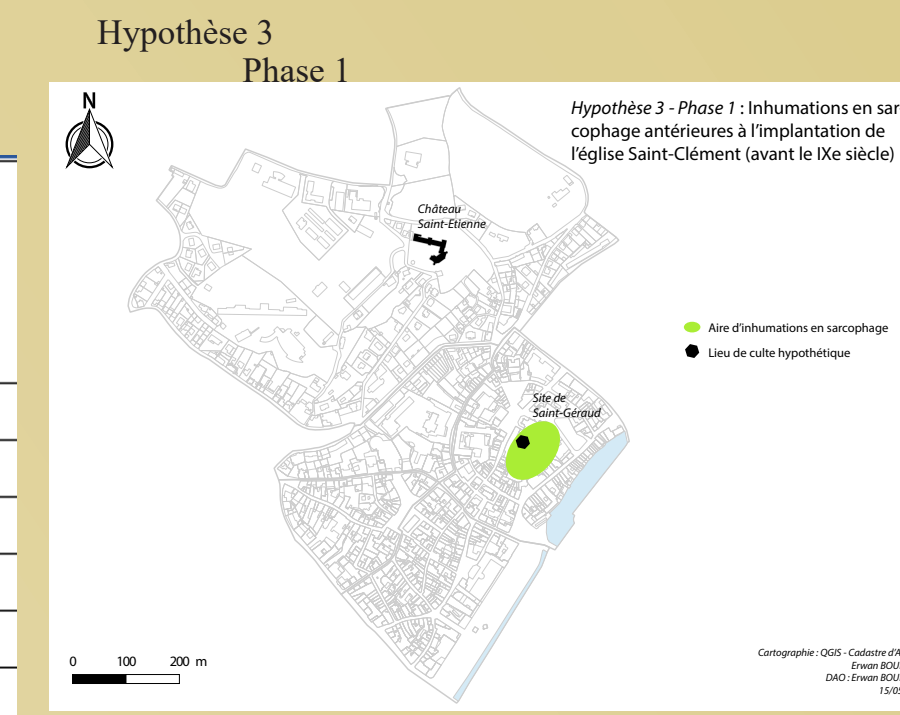 Hypothèse 3
Phase 1
N
Hypothèse 3 - Phase 1 : Inhumations en sar
cophage antérieures à l'implantation de
l'église Saint-Clément (avant le IXe siècle)
Château
Saint-Etienne
Aire d'inhumations en sarcophage
Lieu de culte hypothétique
Site de
Saint-Géraud
0 100 200 m
Cartographie : QGIS - Cadastre d'A
Erwan BOU
DAO : Erwan BOU
15/05